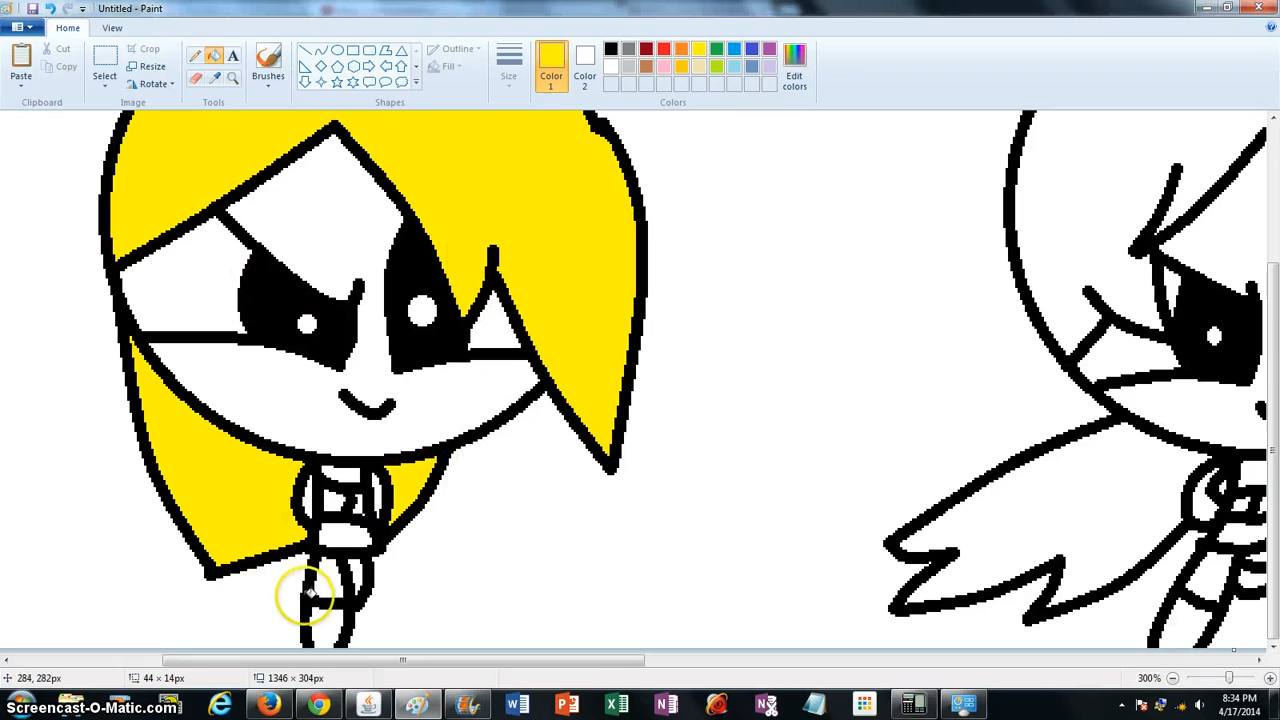 Untitled - Paint
Home
View
Paste
Cut
Copy
Clipboard
Select
Crop
Resize
Rotate
Image
A
Tools
Brushes
Outline
Fill
Shapes
Size
Color 1
Color 2
Edit colors
Colors
284, 282px
44 × 14px
1346 × 304px
300%
Screencast-O-Matic.com
8:34 PM
4/17/2014